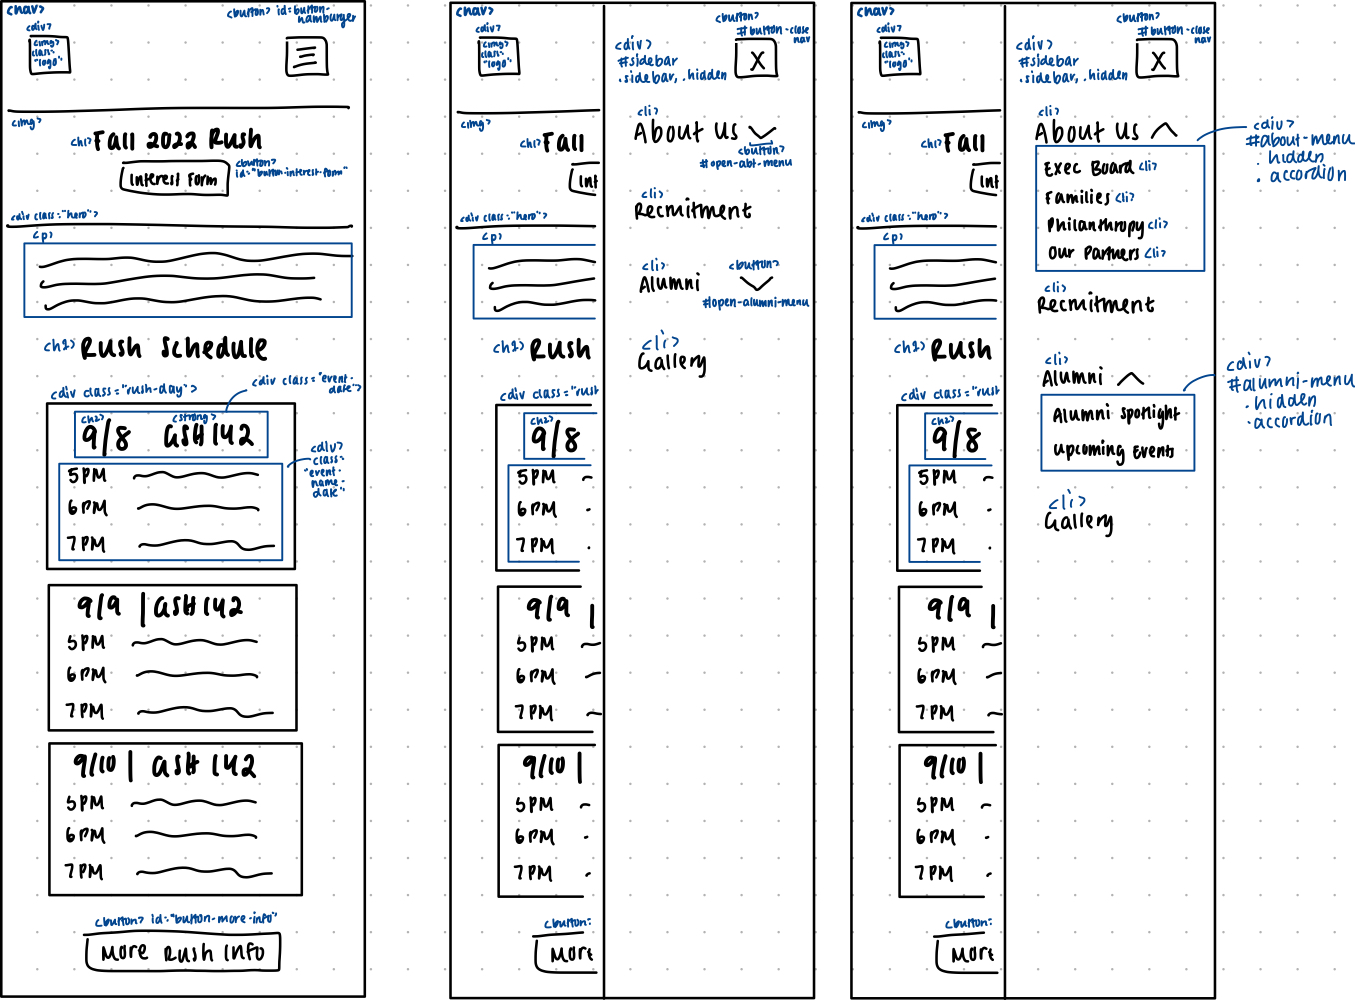 <nav>
<button> id=button-
hamburger
<div>
<img>
class=
"logo"
<img>
<h1> Fall 2022 Rush
Interest Form
<button>
id="button-interest-form"
<div class="hero">
<p>
<h2> Rush Schedule
<div class="rush-day">
<div class="event-
date">
<h2>
<strong>
9/8 GSH 142
<div>
class=
"event-
name-
date"
5PM
6PM
7PM
9/9 | GSH 142
5PM
6PM
7PM
9/10 | GSH 142
5PM
6PM
7PM
<button> id="button-more-info"
More Rush Info
<nav>
<div>
<img>
class=
"logo"
<img>
<h1> Fall
Int
<div class="hero">
<p>
<h2> Rush
<div class="rush
<h2>
9/8
5PM
6PM
7PM
9/9 |
5PM
6PM
7PM
9/10 |
5PM
6PM
7PM
<button>
More
<button>
#button-close
nav
<div>
#sidebar
.sidebar, .hidden
X
<li>
About Us
<button>
#open-abt-menu
<li>
Recruitment
<li>
Alumni
<button>
#open-alumni-menu
<li>
Gallery
<nav>
<div>
<img>
class=
"logo"
<img>
<h1> Fall
Int
<div class="hero">
<p>
<h2> Rush
<div class="rust
<h2>
9/8
5PM
6PM
7PM
9/9 |
5PM
6PM
7PM
9/10 |
5PM
6PM
7PM
<button>
More
<button>
#button-close
nav
<div>
#sidebar
.sidebar, .hidden
X
<li>
About Us
<div>
#about-menu
.hidden
.accordion
Exec Board <li>
Families <li>
Philanthropy <li>
Our Partners <li>
<li>
Recruitment
<li>
Alumni
<div>
#alumni-menu
.hidden
.accordion
Alumni Spotlight
Upcoming Events
<li>
Gallery